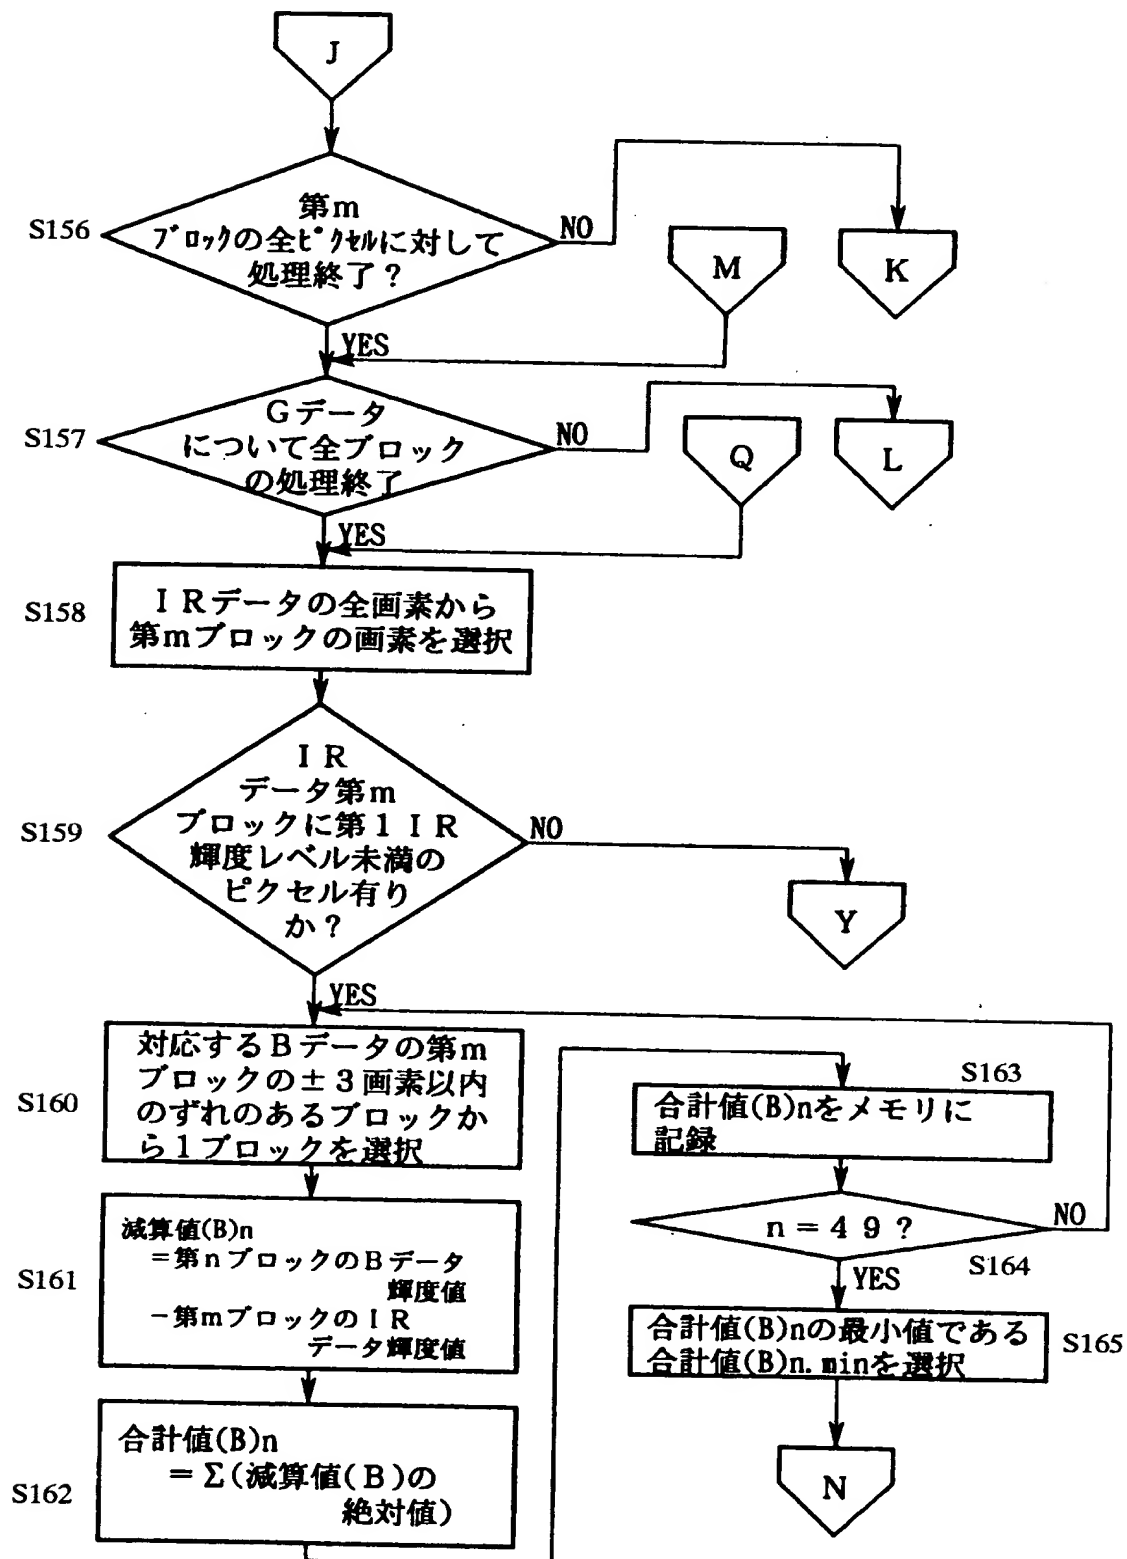 J
S156
第m
ブロックの全ピクセルに対して
処理終了？
NO
K
M
YES
S157
Gデータ
について全ブロック
の処理終了
NO
L
Q
YES
S158
IRデータの全画素から
第mブロックの画素を選択
S159
IR
データ第m
ブロックに第1IR
輝度レベル未満の
ピクセル有り
か？
NO
Y
YES
S160
対応するBデータの第m
ブロックの±3画素以内
のずれのあるブロックか
ら1ブロックを選択
S161
減算値(B)n
=第nブロックのBデータ
輝度値
-第mブロックのIR
データ輝度値
S162
合計値(B)n
=Σ(減算値(B)の
絶対値)
S163
合計値(B)nをメモリに
記録
n=49?
NO
S164
YES
合計値(B)nの最小値である
合計値(B)n.minを選択
S165
N